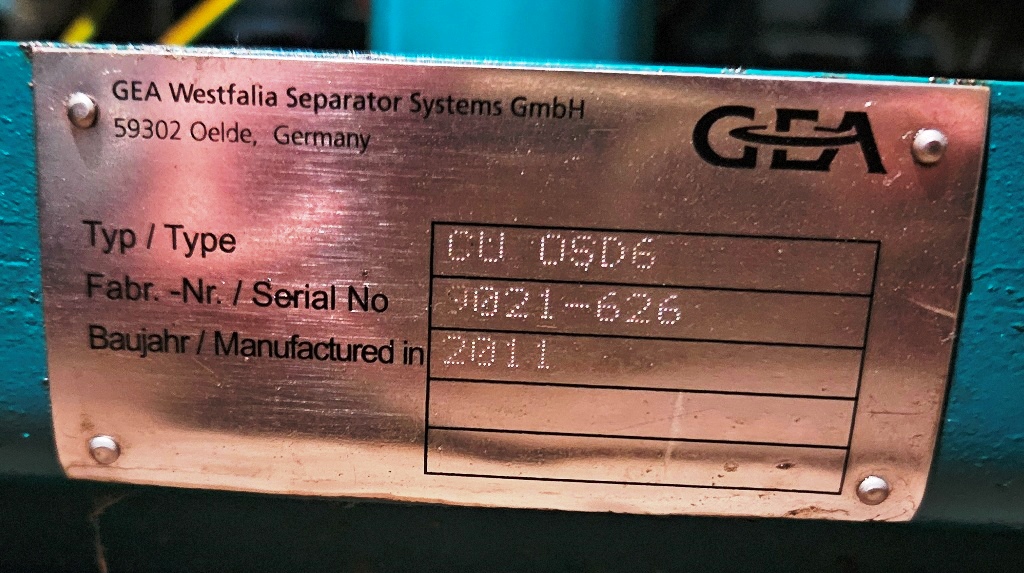 GEA Westfalia Separator Systems GmbH
59302 Oelde, Germany
GEA
Typ / Type CU OSD6
Fabr. -Nr. / Serial No 9021-626
Baujahr / Manufactured in 2011